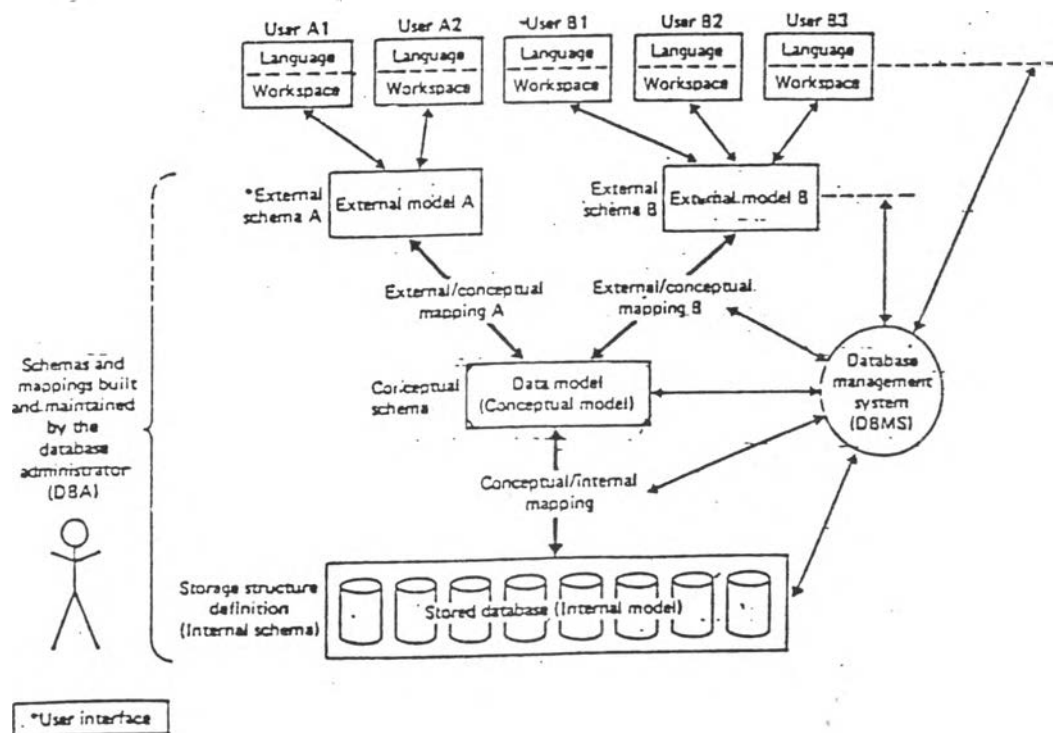 User A1
User A2
*User B1
User B2
User B3
Language
Workspace
Language
Workspace
Language
Workspace
Language
Workspace
Language
Workspace
*External
schema A
External model A
External
schema B
External model B
External/conceptual
mapping A
External/conceptual
mapping B
Schemas and
mappings built
and maintained
by the
database
administrator
(DBA)
Conceptual
schema
Data model
(Conceptual model)
Database
management
system
(DBMS)
Conceptual/internal
mapping
Storage structure
definition
(Internal schema)
Stored database (Internal model)
*User interface